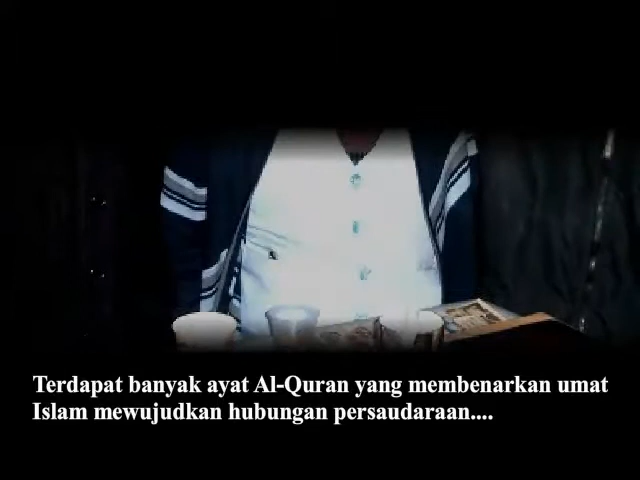 Terdapat banyak ayat Al-Quran yang membenarkan umat
Islam mewujudkan hubungan persaudaraan....